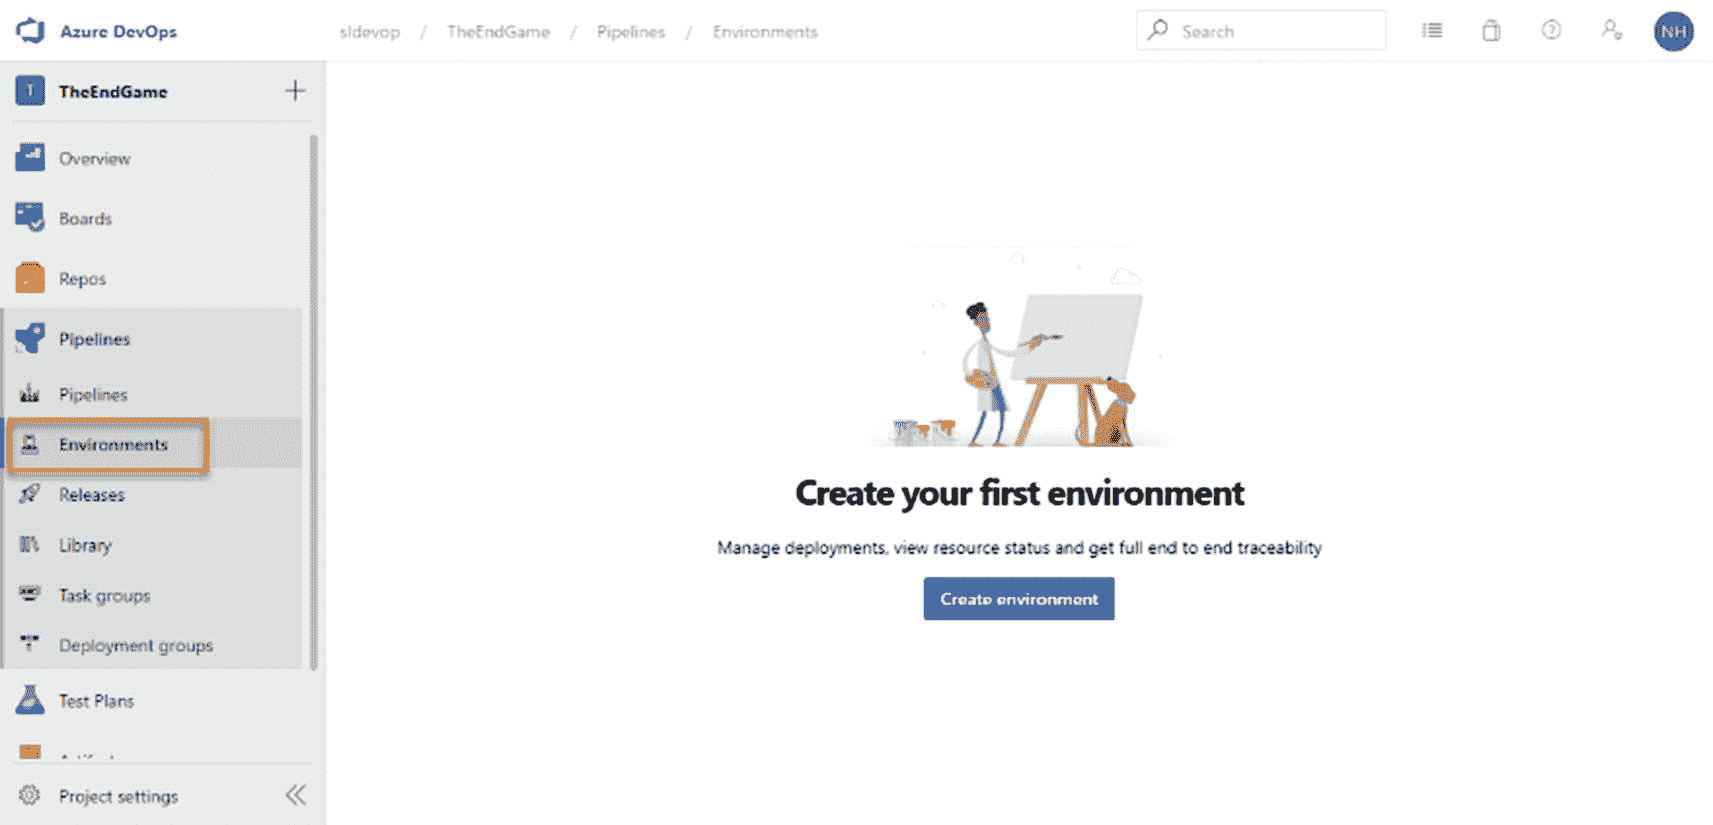 Azure DevOps
sldevop / TheEndGame / Pipelines / Environments
Search
NH
T
TheEndGame
Overview
Boards
Repos
Pipelines
Pipelines
Environments
Releases
Library
Task groups
Deployment groups
Test Plans
Project settings
Create your first environment
Manage deployments, view resource status and get full end to end traceability
Create environment